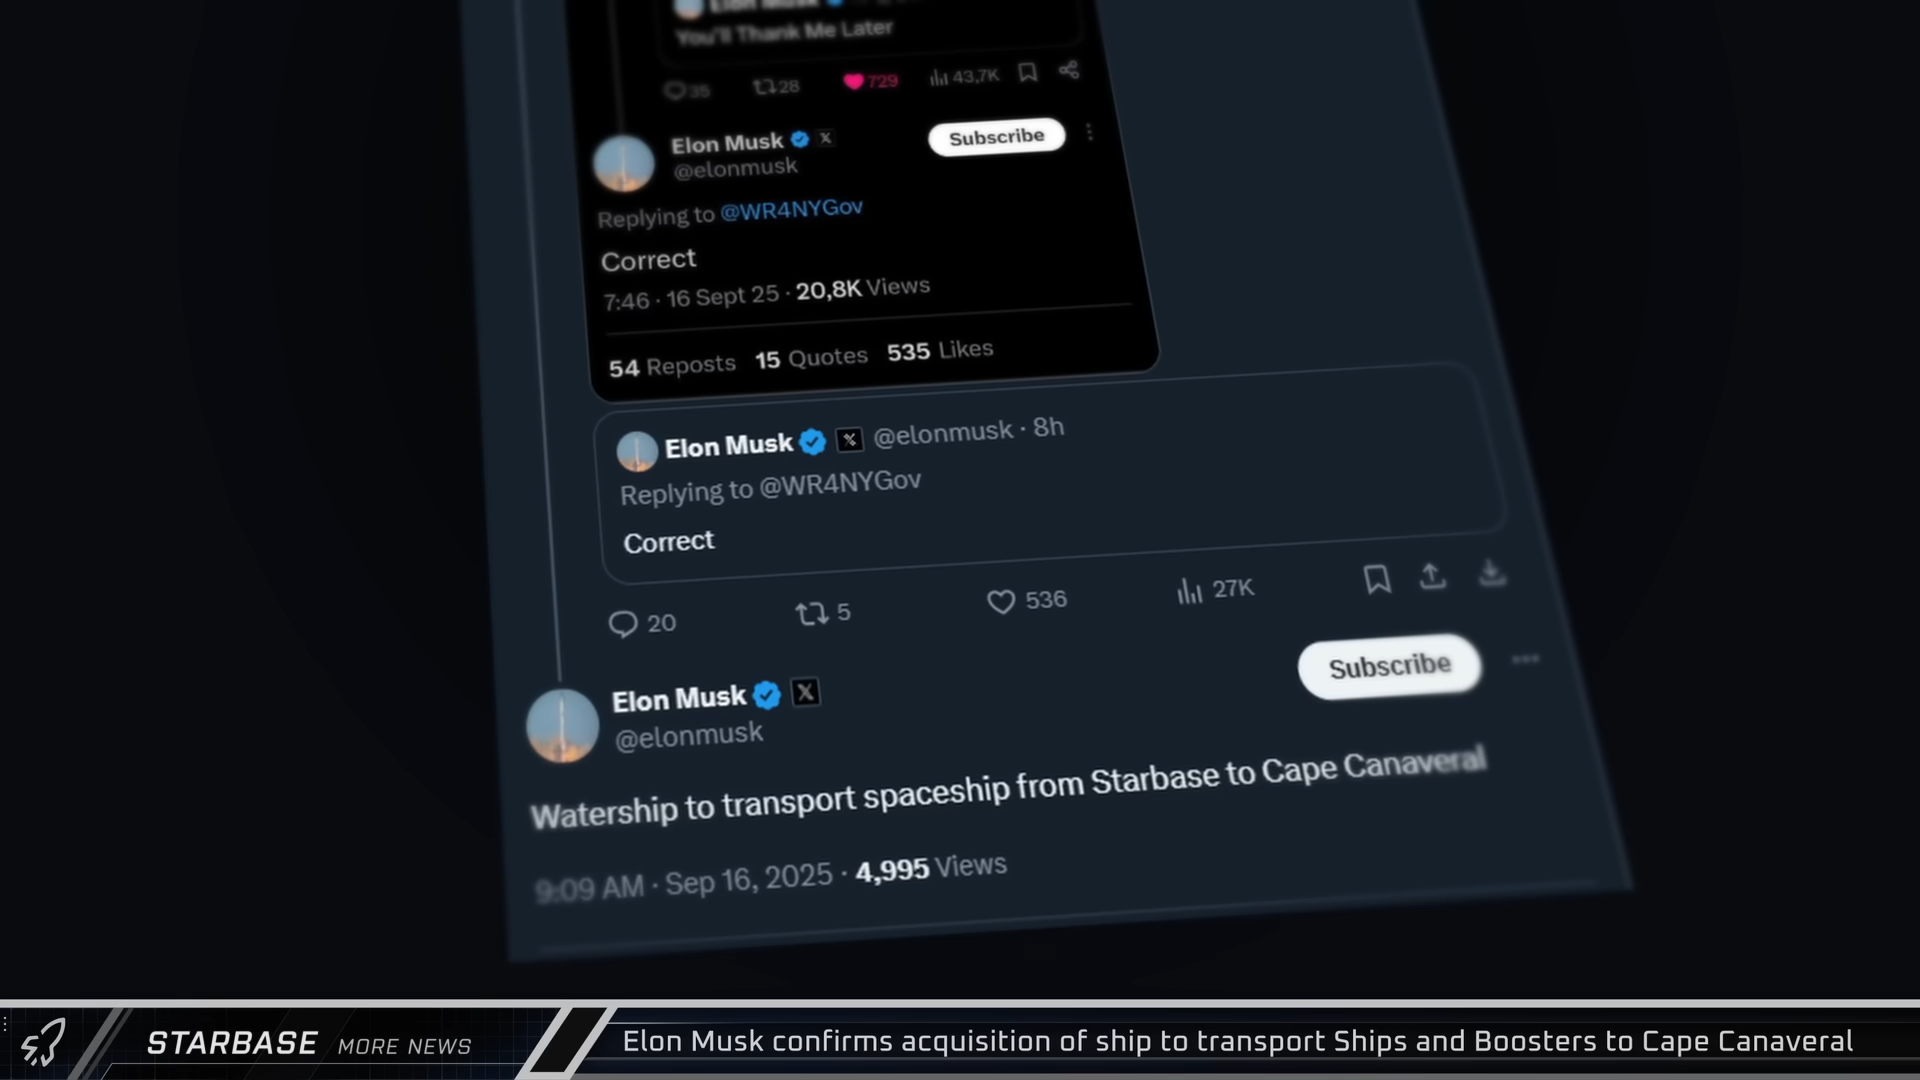 Elon Musk
You'll Thank Me Later
35 28 729 43,7K
Elon Musk X Subscribe
@elonmusk
Replying to @WR4NYGov
Correct
7:46 · 16 Sept 25 · 20,8K Views
54 Reposts 15 Quotes 535 Likes
Elon Musk X @elonmusk · 8h
Replying to @WR4NYGov
Correct
20 5 536 27K
Elon Musk X Subscribe
@elonmusk
Watership to transport spaceship from Starbase to Cape Canaveral
9:09 AM · Sep 16, 2025 · 4,995 Views
STARBASE MORE NEWS
Elon Musk confirms acquisition of ship to transport Ships and Boosters to Cape Canaveral